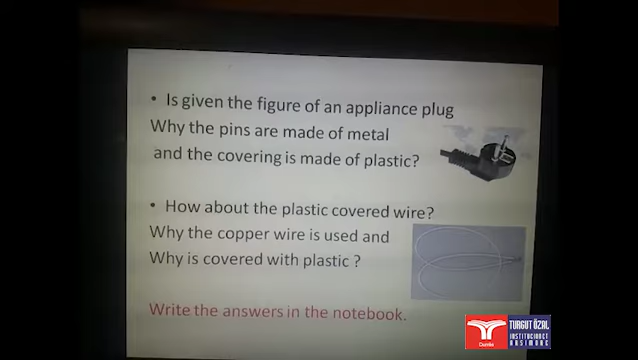 • Is given the figure of an appliance plug
Why the pins are made of metal
and the covering is made of plastic?
• How about the plastic covered wire?
Why the copper wire is used and
Why is covered with plastic ?
Write the answers in the notebook.
TURGUT ÖZAL
INSTITUCIONET
ARSIMORE